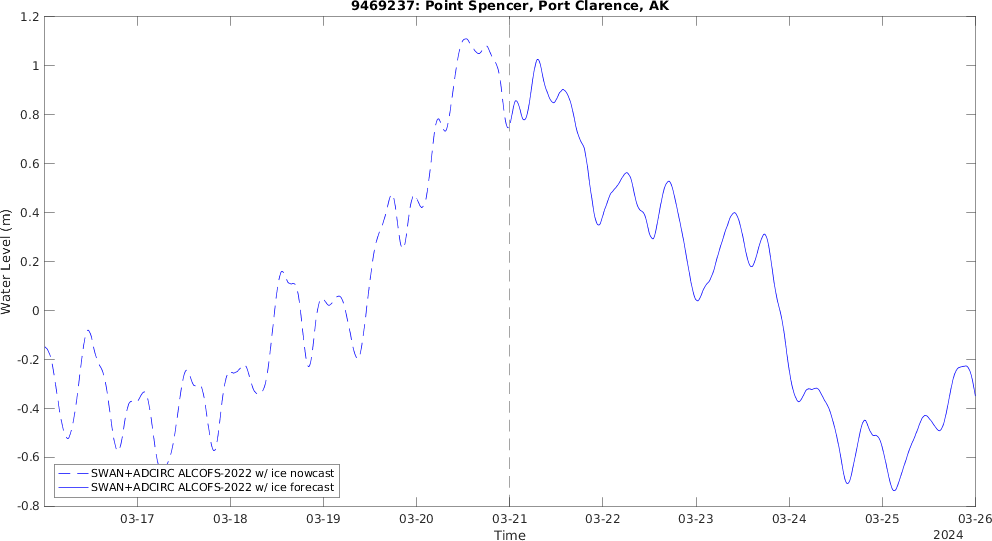 9469237: Point Spencer, Port Clarence, AK
1.2
1
0.8
0.6
0.4
0.2
0
-0.2
-0.4
-0.6
-0.8
Water Level (m)
SWAN+ADCIRC ALCOFS-2022 w/ ice nowcast
SWAN+ADCIRC ALCOFS-2022 w/ ice forecast
03-17 03-18 03-19 03-20 03-21 03-22 03-23 03-24 03-25 03-26
Time
2024